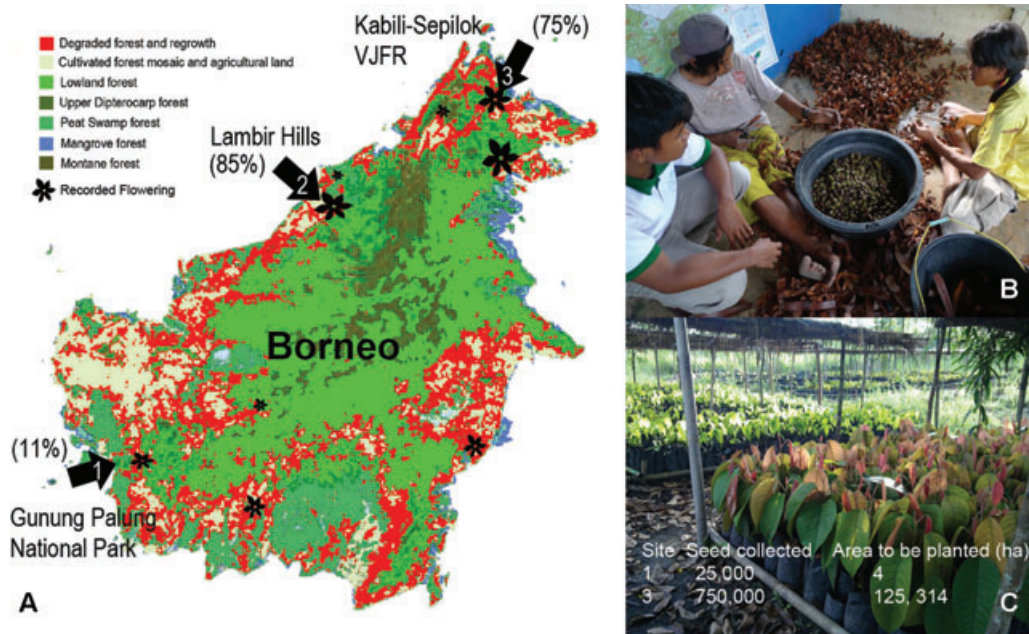 Degraded forest and regrowth
Cultivated forest mosaic and agricultural land
Lowland forest
Upper Dipterocarp forest
Peat Swamp forest
Mangrove forest
Montane forest
Recorded Flowering
Kabili-Sepilok
VJFR
(75%)
3
Lambir Hills
(85%)
2
Borneo
(11%)
1
Gunung Palung
National Park
A
B
Site Seed collected Area to be planted (ha)
1 25,000 4
3 750,000 125, 314
C